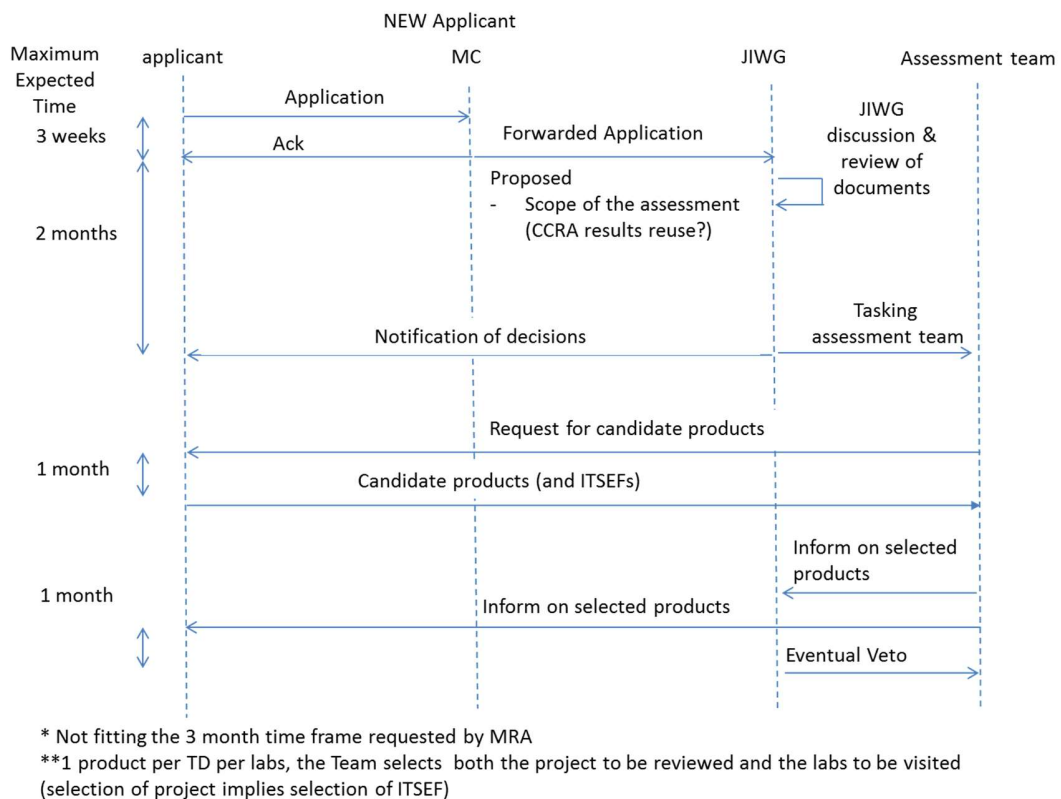 NEW Applicant
Maximum
Expected
Time
applicant
MC
JIWG
Assessment team
Application
3 weeks
Ack
Forwarded Application
JIWG
discussion &
review of
documents
Proposed
- Scope of the assessment
(CCRA results reuse?)
2 months
Notification of decisions
Tasking
assessment team
Request for candidate products
1 month
Candidate products (and ITSEFs)
Inform on selected
products
1 month
Inform on selected products
Eventual Veto
* Not fitting the 3 month time frame requested by MRA
**1 product per TD per labs, the Team selects both the project to be reviewed and the labs to be visited
(selection of project implies selection of ITSEF)